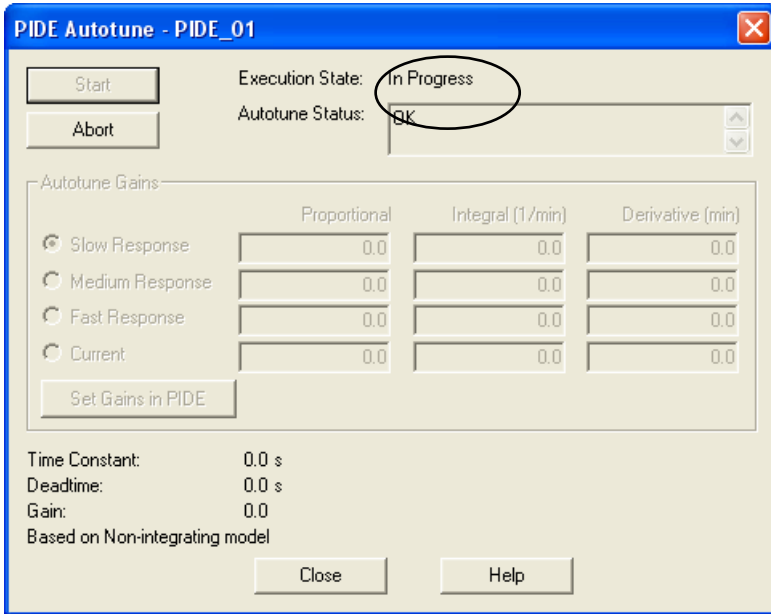 PIDE Autotune - PIDE_01
Start
Execution State: In Progress
Abort
Autotune Status: OK
Autotune Gains
Proportional Integral (1/min) Derivative (min)
Slow Response 0.0 0.0 0.0
Medium Response 0.0 0.0 0.0
Fast Response 0.0 0.0 0.0
Current 0.0 0.0 0.0
Set Gains in PIDE
Time Constant: 0.0 s
Deadtime: 0.0 s
Gain: 0.0
Based on Non-integrating model
Close Help